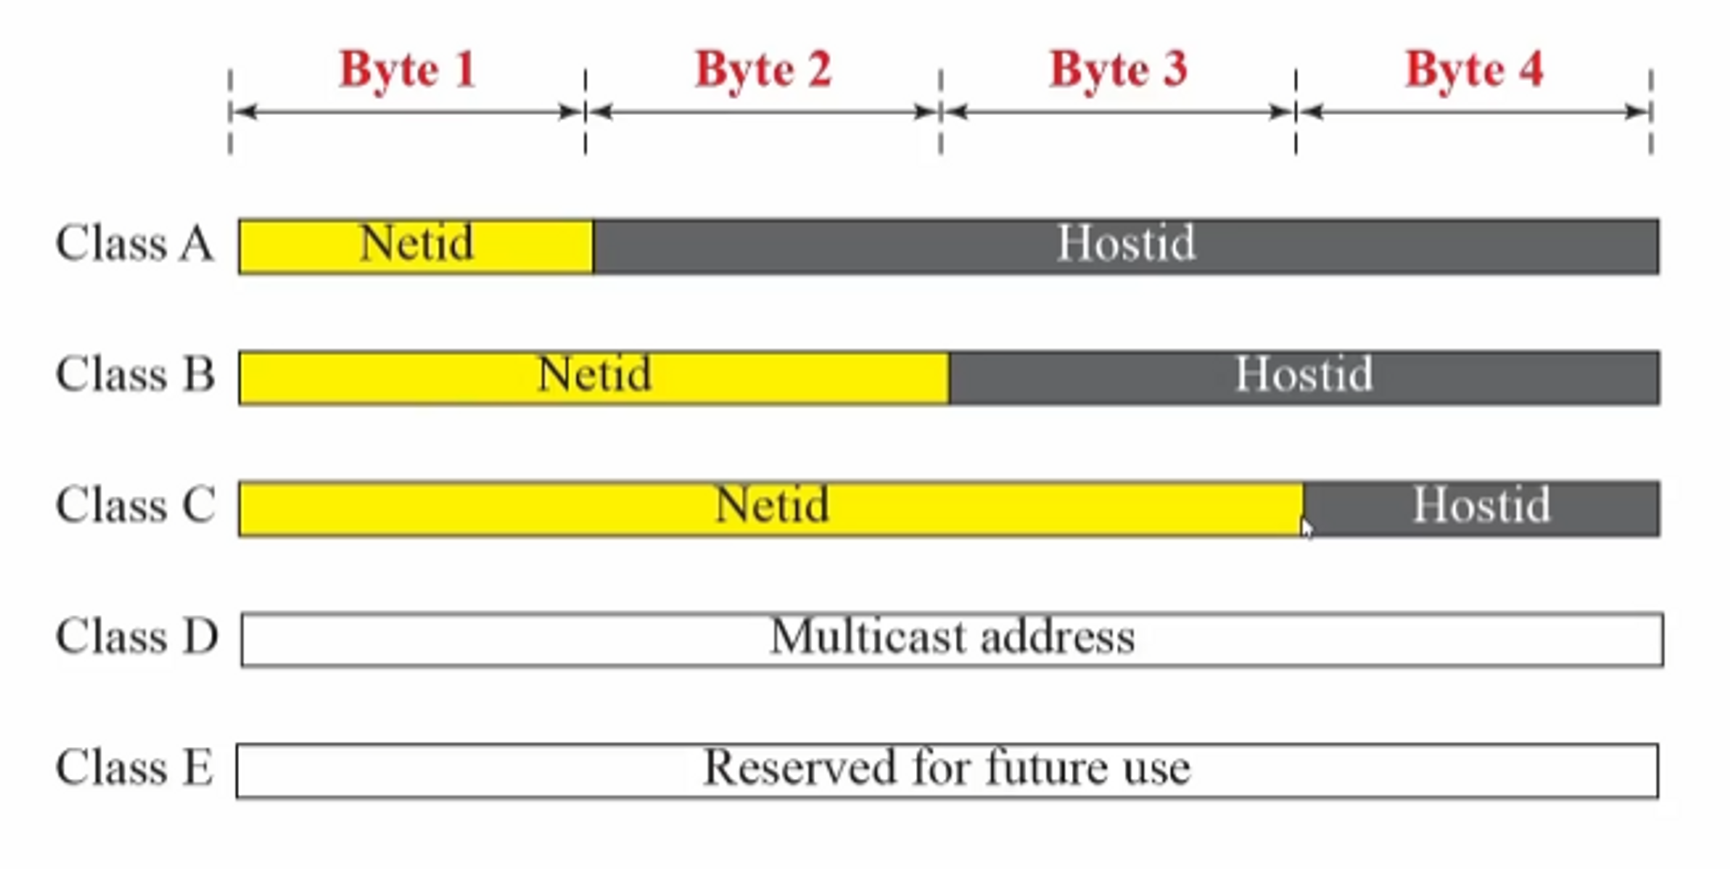 Byte 1 Byte 2 Byte 3 Byte 4
Class A Netid Hostid
Class B Netid Hostid
Class C Netid Hostid
Class D Multicast address
Class E Reserved for future use